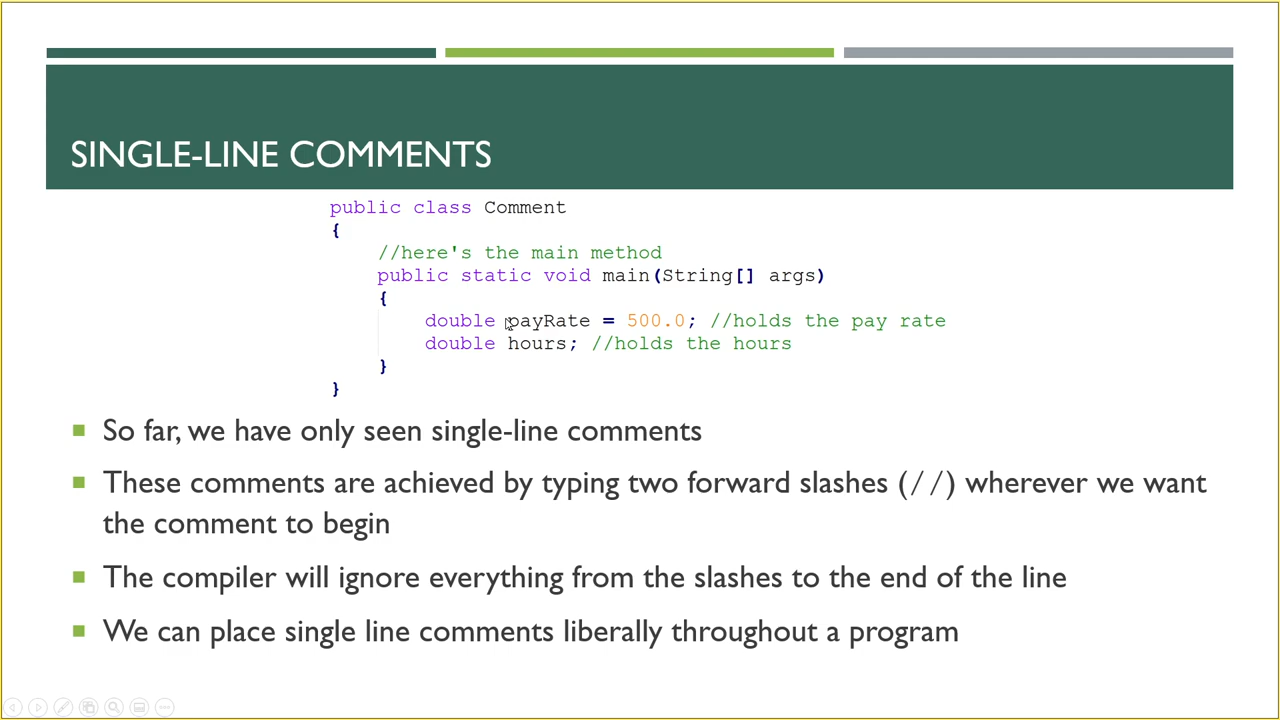 SINGLE-LINE COMMENTS
public class Comment
{
//here's the main method
public static void main(String[] args)
{
double payRate = 500.0; //holds the pay rate
double hours; //holds the hours
}
}
So far, we have only seen single-line comments
These comments are achieved by typing two forward slashes (//) wherever we want
the comment to begin
The compiler will ignore everything from the slashes to the end of the line
We can place single line comments liberally throughout a program